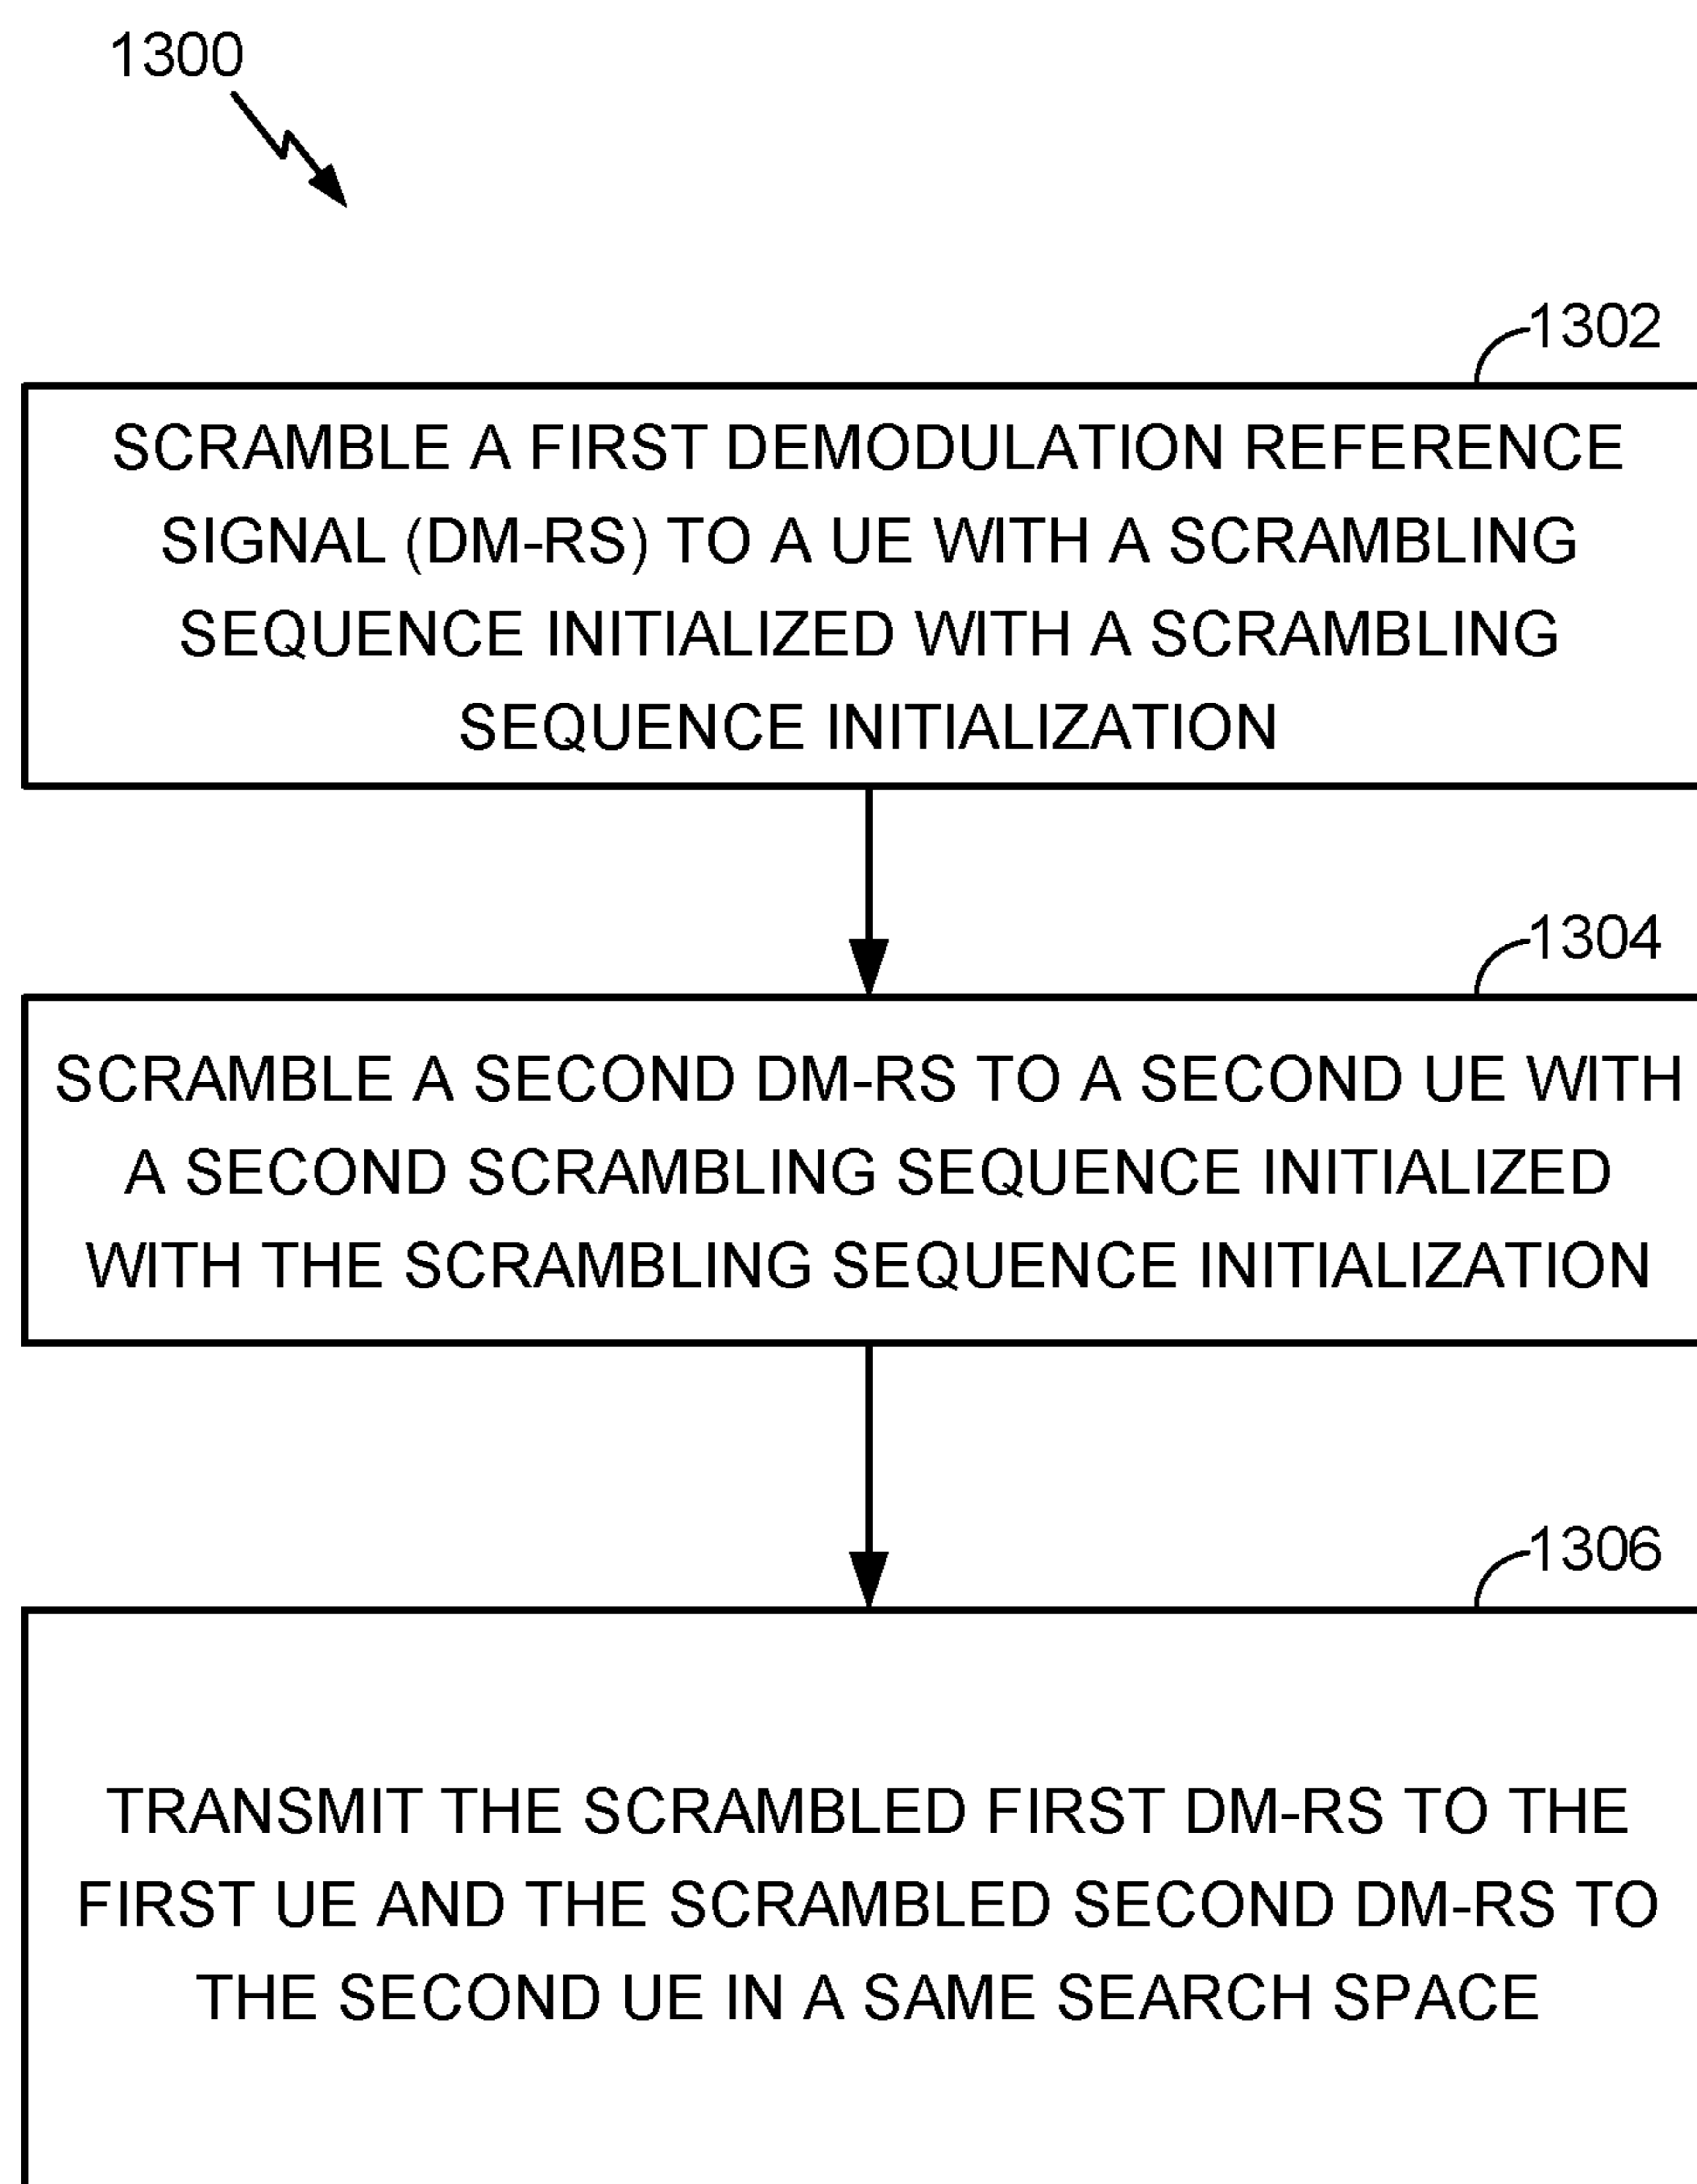 1300
1302
SCRAMBLE A FIRST DEMODULATION REFERENCE
SIGNAL (DM-RS) TO A UE WITH A SCRAMBLING
SEQUENCE INITIALIZED WITH A SCRAMBLING
SEQUENCE INITIALIZATION
1304
SCRAMBLE A SECOND DM-RS TO A SECOND UE WITH
A SECOND SCRAMBLING SEQUENCE INITIALIZED
WITH THE SCRAMBLING SEQUENCE INITIALIZATION
1306
TRANSMIT THE SCRAMBLED FIRST DM-RS TO THE
FIRST UE AND THE SCRAMBLED SECOND DM-RS TO
THE SECOND UE IN A SAME SEARCH SPACE